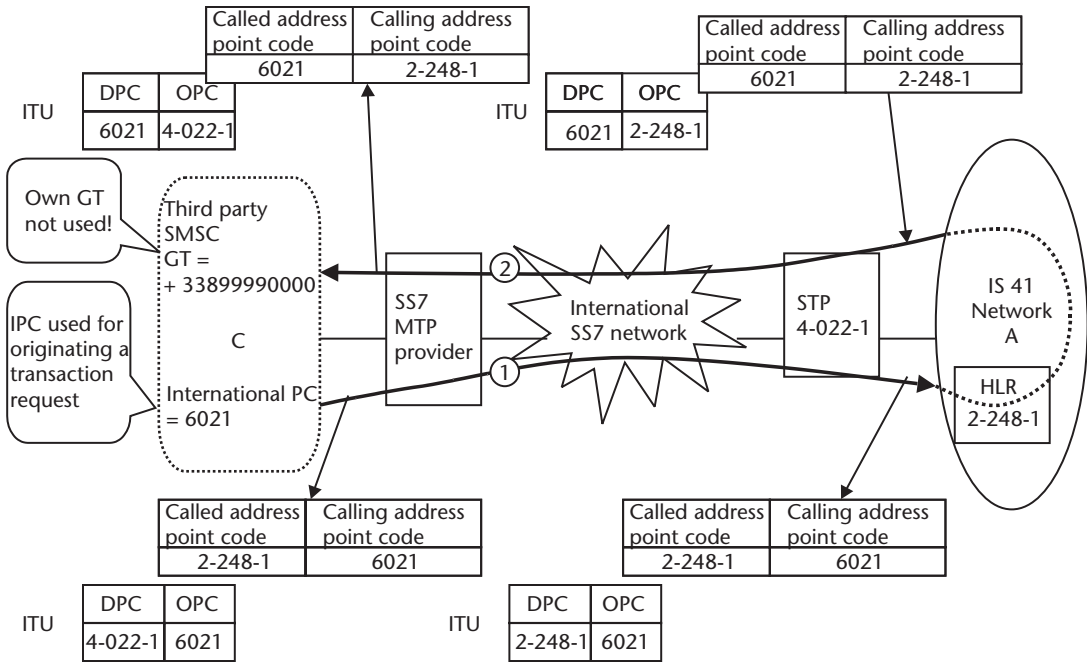 Called address
point code
Calling address
point code
6021
2-248-1
ITU
DPC
OPC
6021
4-022-1
Called address
point code
Calling address
point code
6021
2-248-1
ITU
DPC
OPC
6021
2-248-1
Own GT
not used!
Third party
SMSC
GT =
+ 33899990000
C
International PC
= 6021
IPC used for
originating a
transaction
request
SS7
MTP
provider
2
International
SS7 network
1
STP
4-022-1
IS 41
Network
A
HLR
2-248-1
Called address
point code
Calling address
point code
2-248-1
6021
ITU
DPC
OPC
4-022-1
6021
Called address
point code
Calling address
point code
2-248-1
6021
ITU
DPC
OPC
2-248-1
6021